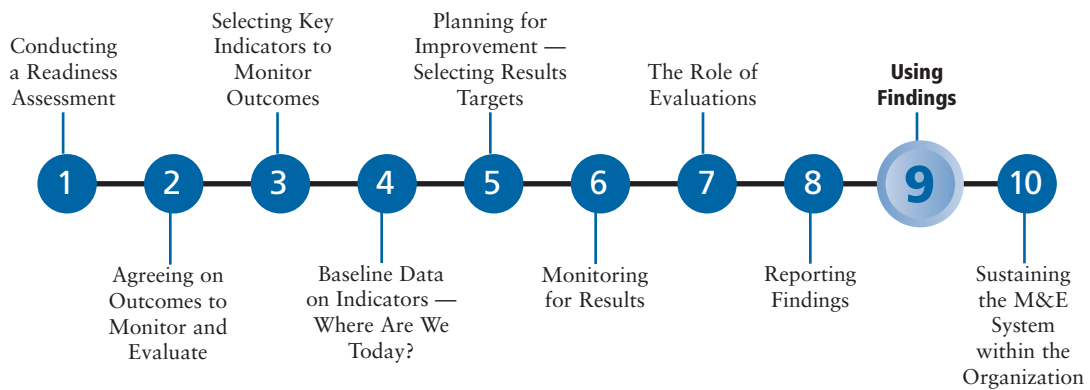 Conducting
a Readiness
Assessment
Selecting Key
Indicators to
Monitor
Outcomes
Planning for
Improvement —
Selecting Results
Targets
The Role of
Evaluations
Using
Findings
1
2
3
4
5
6
7
8
9
10
Agreeing on
Outcomes to
Monitor and
Evaluate
Baseline Data
on Indicators —
Where Are We
Today?
Monitoring
for Results
Reporting
Findings
Sustaining
the M&E
System
within the
Organization